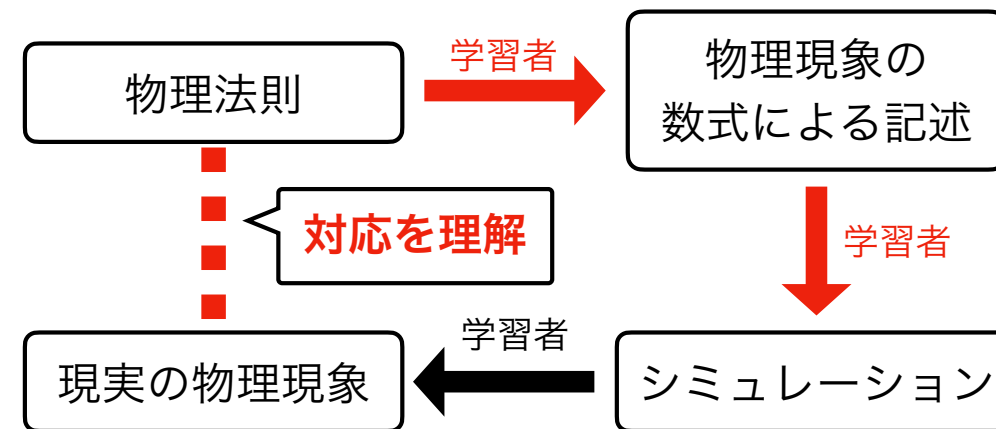 物理法則
学習者
物理現象の
数式による記述
対応を理解
学習者
現実の物理現象
学習者
シミュレーション